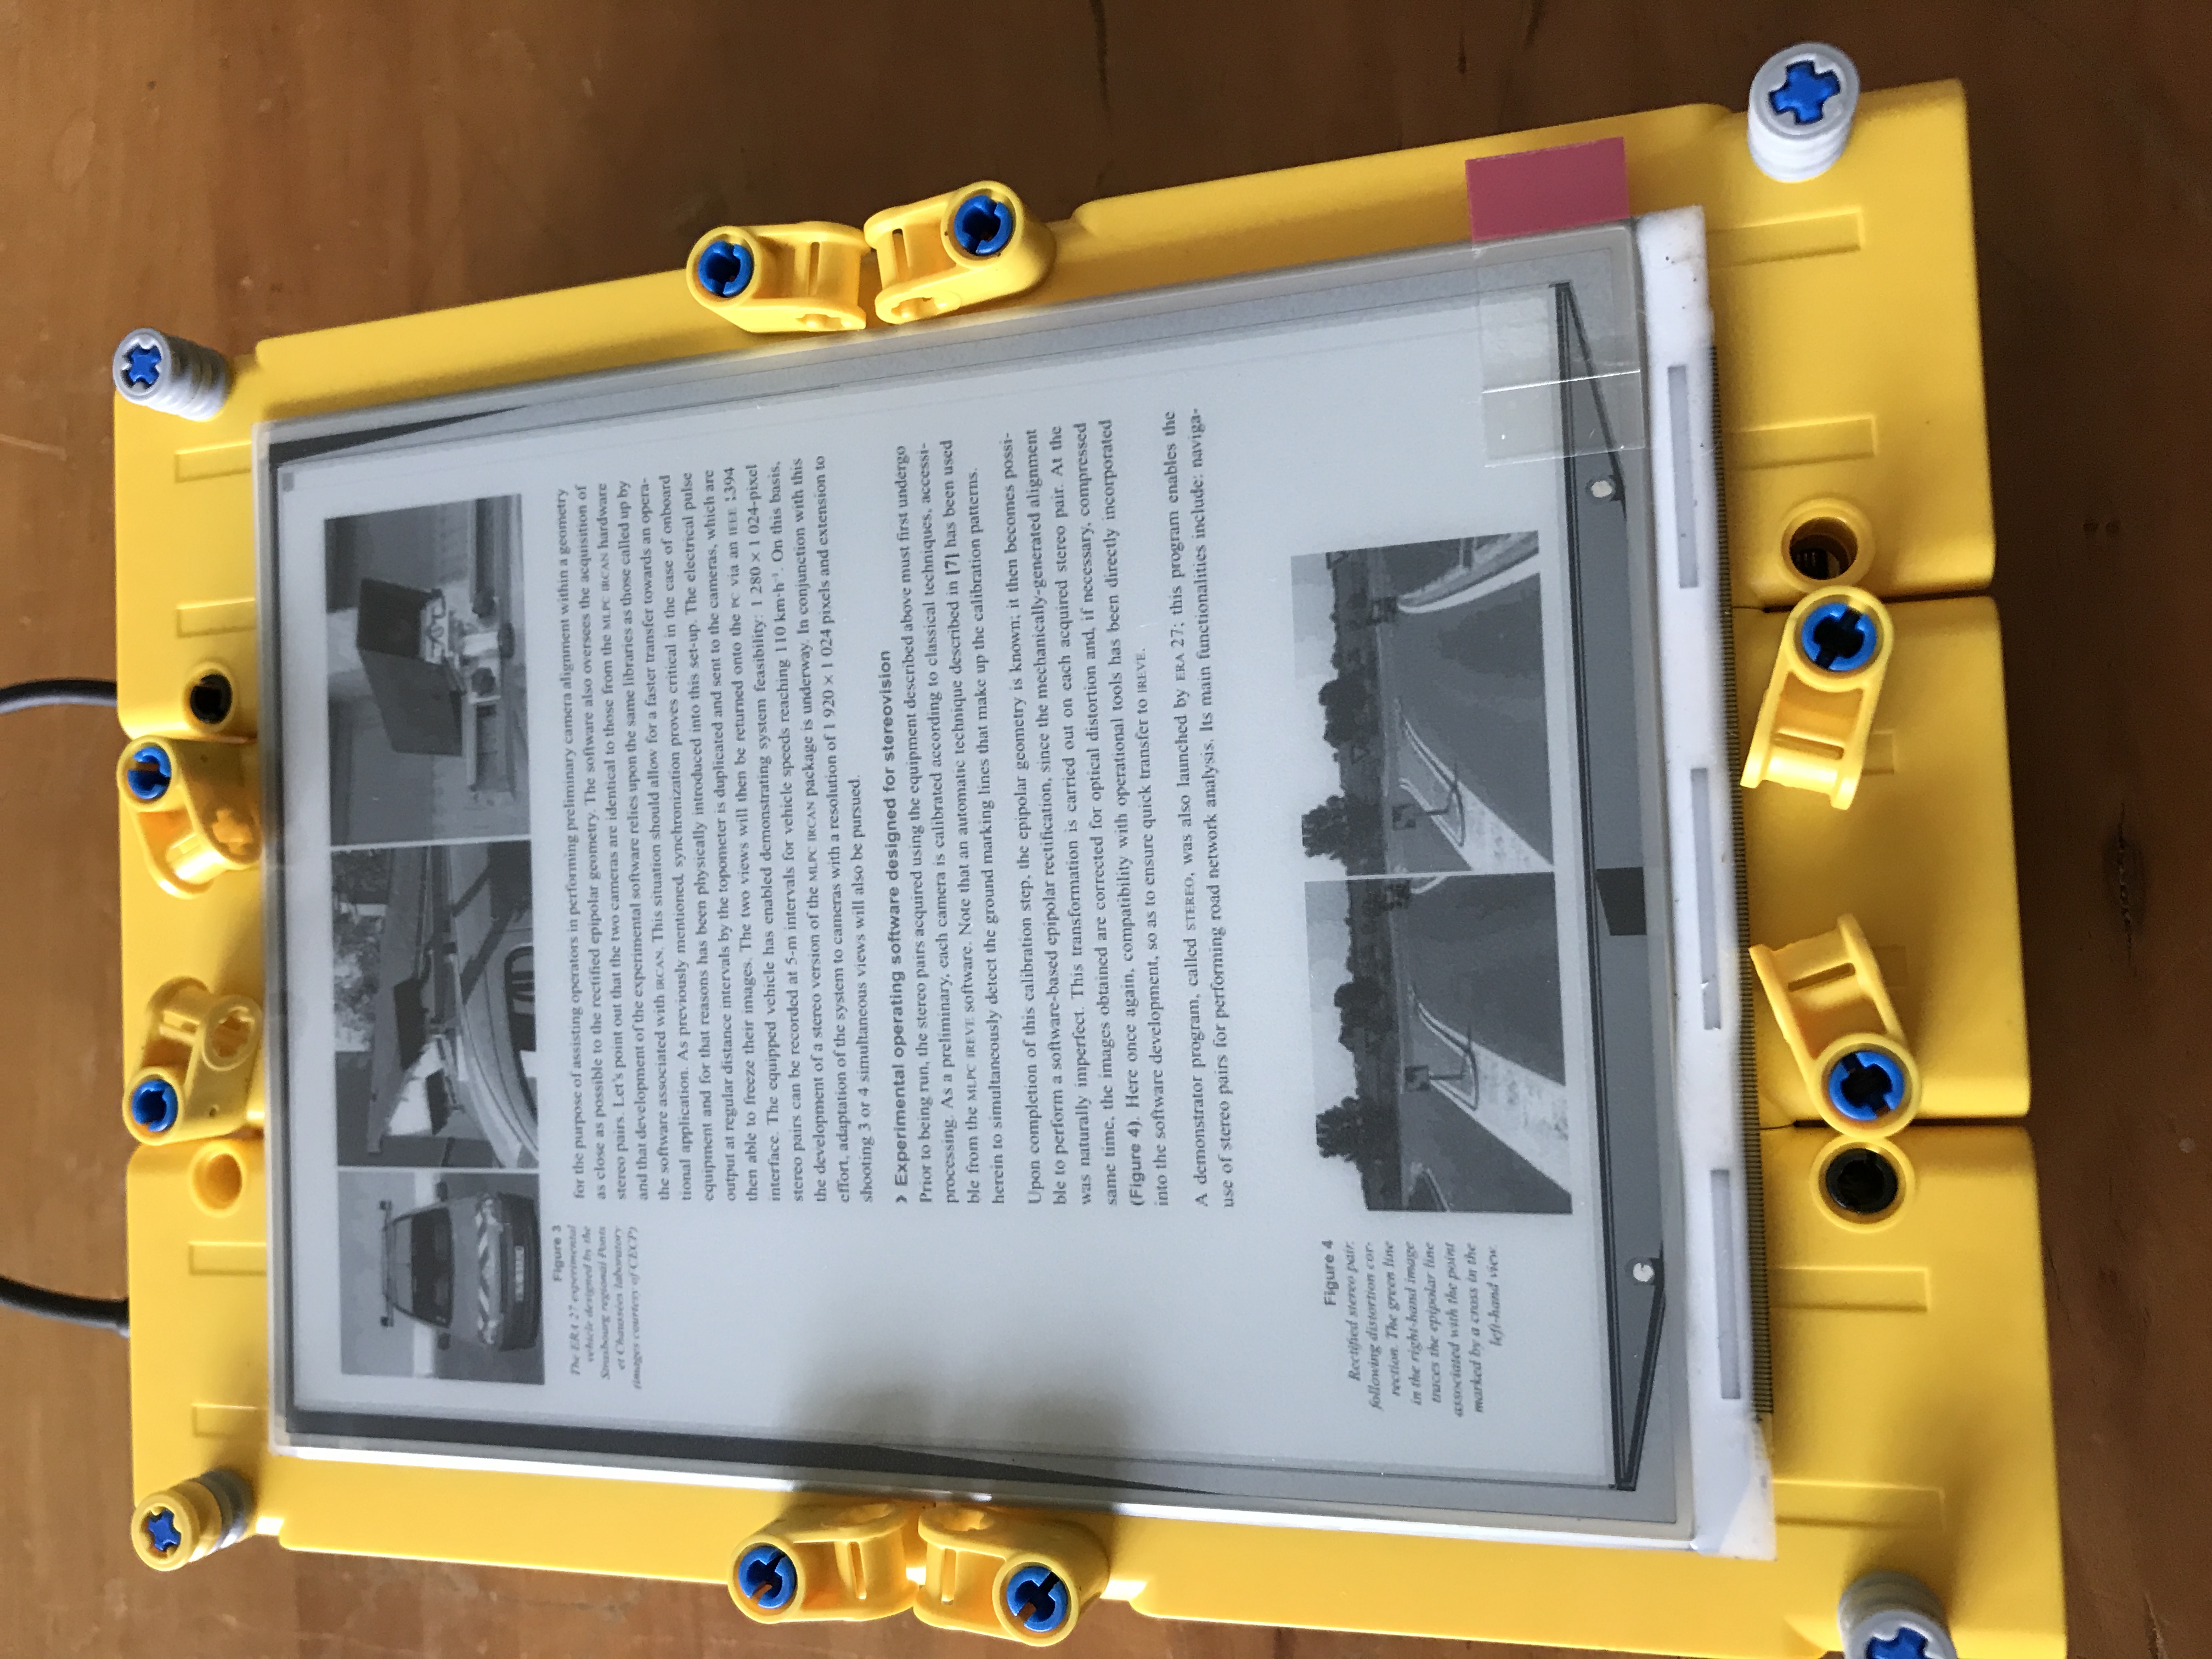 Figure 3
The ERA 27 experimental
vehicle designed by the
Strasbourg regional Ponts
et Chaussées laboratory
(images courtesy of CECP)
for the purpose of assisting operators in performing preliminary camera alignment within a geometry
as close as possible to the rectified epipolar geometry. The software also oversees the acquisition of
stereo pairs. Let's point out that the two cameras are identical to those from the MLPC IRCAN hardware
and that development of the experimental software relies upon the same libraries as those called up by
the software associated with IRCAN. This situation should allow for a faster transfer towards an opera-
tional application. As previously mentioned, synchronization proves critical in the case of onboard
equipment and for that reasons has been physically introduced into this set-up. The electrical pulse
output at regular distance intervals by the topometer is duplicated and sent to the cameras, which are
then able to freeze their images. The two views will then be returned onto the PC via an IEEE 1394
interface. The equipped vehicle has enabled demonstrating system feasibility: 1 280 × 1 024-pixel
stereo pairs can be recorded at 5-m intervals for vehicle speeds reaching 110 km·h⁻¹. On this basis,
the development of a stereo version of the MLPC IRCAN package is underway. In conjunction with this
effort, adaptation of the system to cameras with a resolution of 1 920 × 1 024 pixels and extension to
shooting 3 or 4 simultaneous views will also be pursued.
› Experimental operating software designed for stereovision
Prior to being run, the stereo pairs acquired using the equipment described above must first undergo
processing. As a preliminary, each camera is calibrated according to classical techniques, accessi-
ble from the MLPC IREVE software. Note that an automatic technique described in [7] has been used
herein to simultaneously detect the ground marking lines that make up the calibration patterns.
Upon completion of this calibration step, the epipolar geometry is known; it then becomes possi-
ble to perform a software-based epipolar rectification, since the mechanically-generated alignment
was naturally imperfect. This transformation is carried out on each acquired stereo pair. At the
same time, the images obtained are corrected for optical distortion and, if necessary, compressed
(Figure 4). Here once again, compatibility with operational tools has been directly incorporated
into the software development, so as to ensure quick transfer to IREVE.
A demonstrator program, called STEREO, was also launched by ERA 27; this program enables the
use of stereo pairs for performing road network analysis. Its main functionalities include: naviga-
Figure 4
Rectified stereo pair,
following distortion cor-
rection. The green line
in the right-hand image
traces the epipolar line
associated with the point
marked by a cross in the
left-hand view.